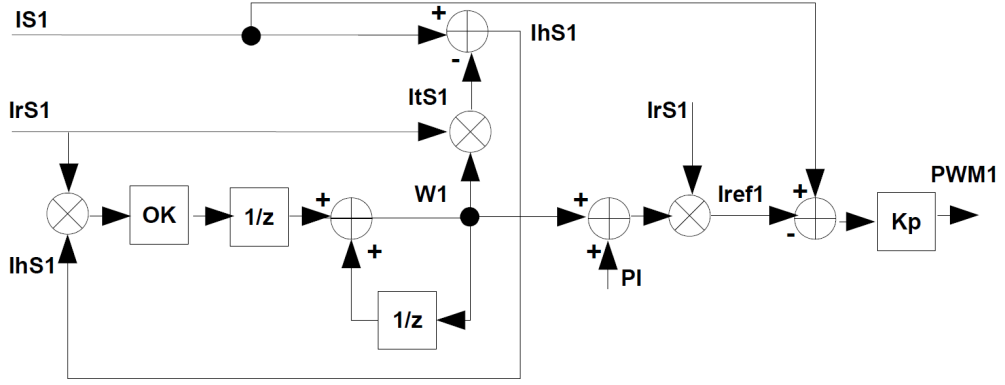 IS1
+
IhS1
-
ItS1
IrS1
IrS1
W1
Iref1
PWM1
OK
1/z
+
+
+
+
-
Kp
+
IhS1
PI
1/z